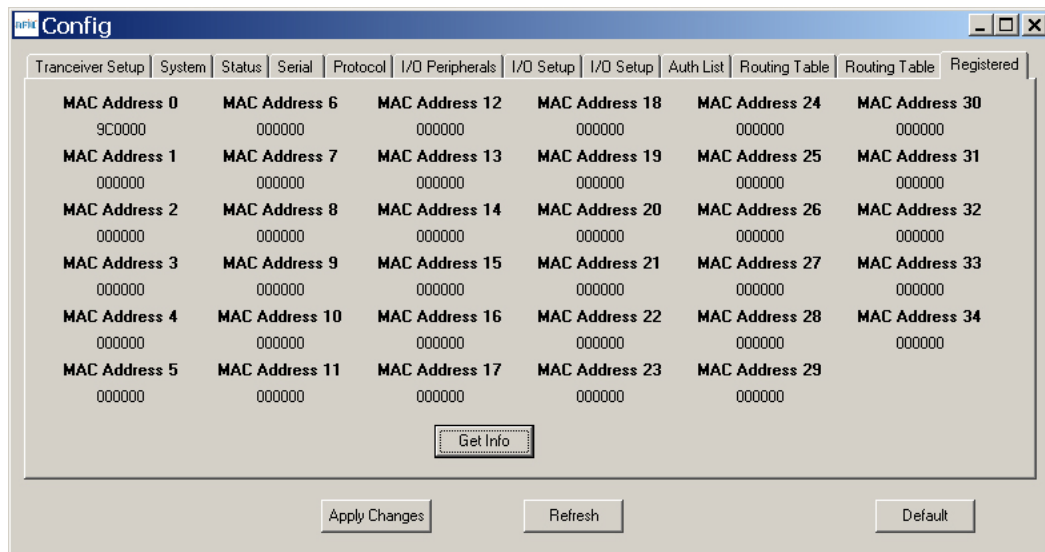 Config
Tranceiver Setup System Status Serial Protocol I/O Peripherals I/O Setup I/O Setup Auth List Routing Table Routing Table Registered
MAC Address 0 MAC Address 6 MAC Address 12 MAC Address 18 MAC Address 24 MAC Address 30
9C0000 000000 000000 000000 000000 000000
MAC Address 1 MAC Address 7 MAC Address 13 MAC Address 19 MAC Address 25 MAC Address 31
000000 000000 000000 000000 000000 000000
MAC Address 2 MAC Address 8 MAC Address 14 MAC Address 20 MAC Address 26 MAC Address 32
000000 000000 000000 000000 000000 000000
MAC Address 3 MAC Address 9 MAC Address 15 MAC Address 21 MAC Address 27 MAC Address 33
000000 000000 000000 000000 000000 000000
MAC Address 4 MAC Address 10 MAC Address 16 MAC Address 22 MAC Address 28 MAC Address 34
000000 000000 000000 000000 000000 000000
MAC Address 5 MAC Address 11 MAC Address 17 MAC Address 23 MAC Address 29
000000 000000 000000 000000 000000
Get Info
Apply Changes Refresh Default